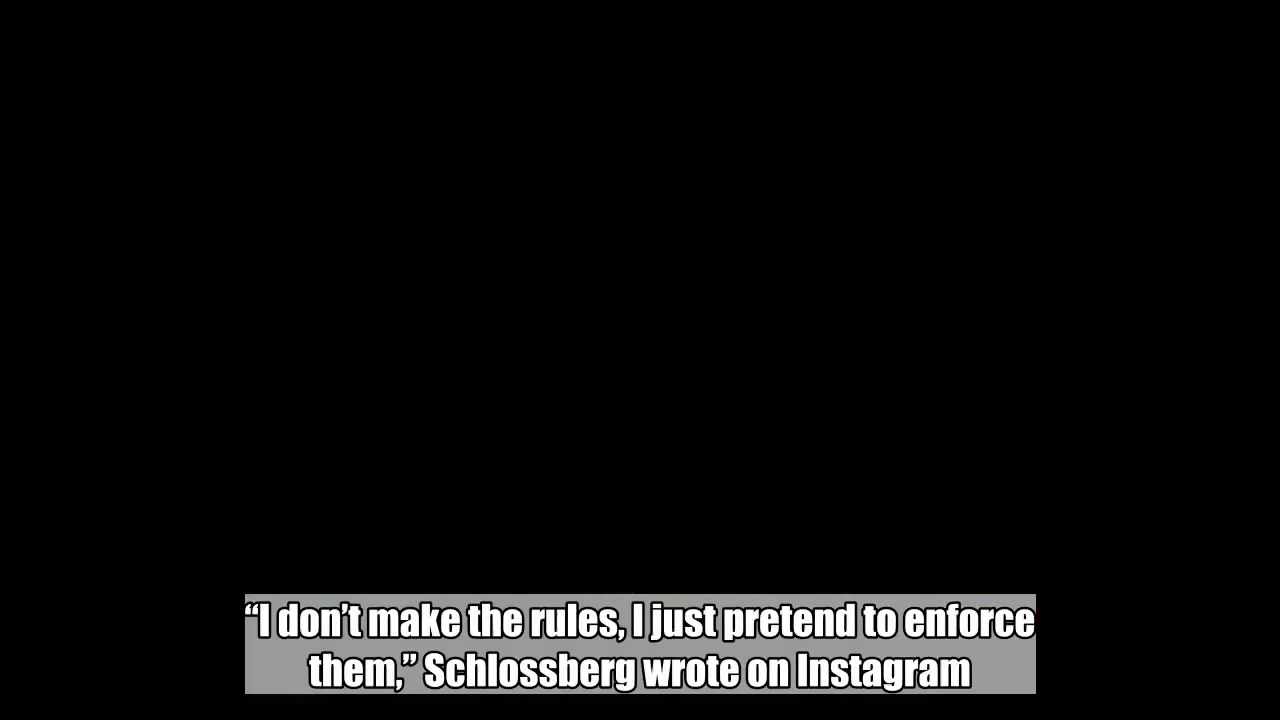 “I don’t make the rules, I just pretend to enforce
them,” Schlossberg wrote on Instagram